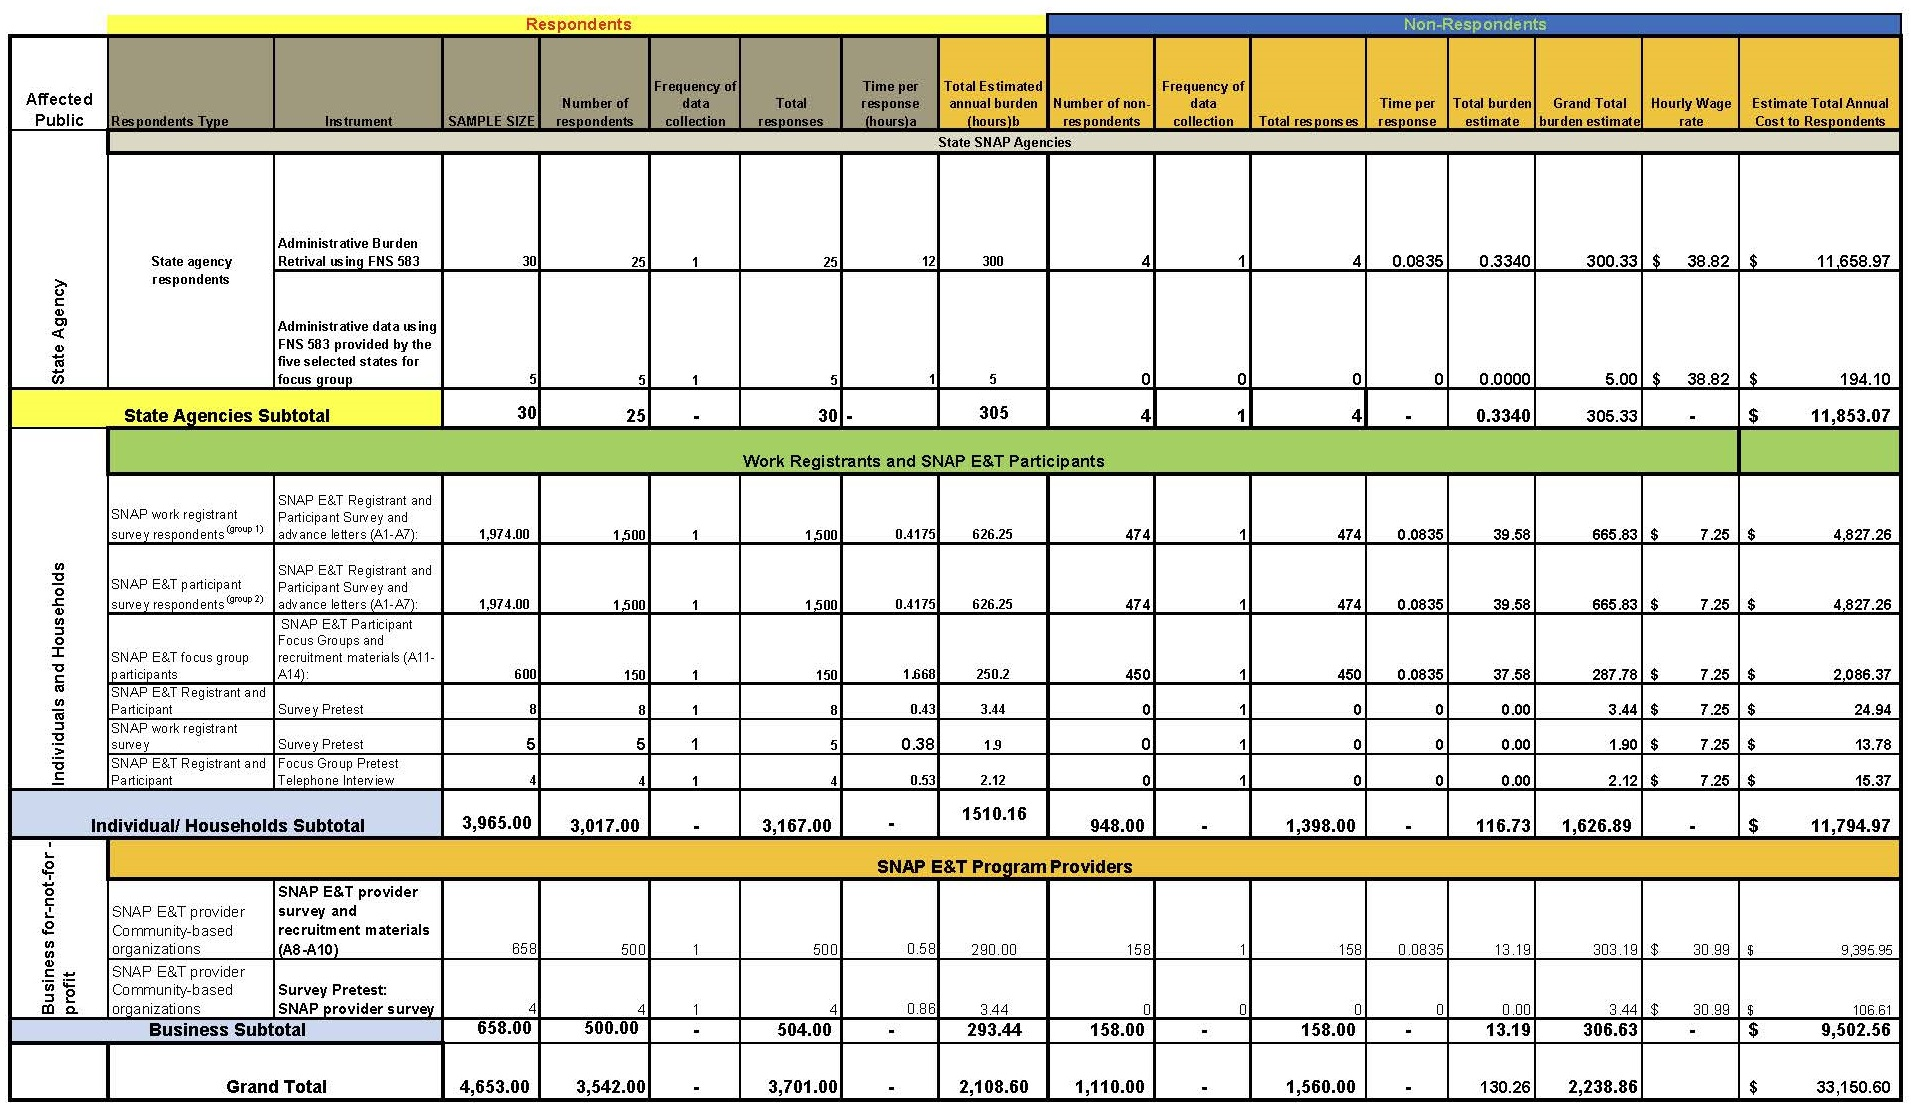 Respondents Non-Respondents
Affected Public Respondents Type Instrument SAMPLE SIZE Number of respondents Frequency of data collection Total responses Time per response (hours)a Total Estimated annual burden (hours)b Number of non-respondents Frequency of data collection Total responses Time per response Total burden estimate Grand Total burden estimate Hourly Wage rate Estimate Total Annual Cost to Respondents
State SNAP Agencies
State Agency
State agency respondents Administrative Burden Retrival using FNS 583 30 25 1 25 12 300 4 1 4 0.0835 0.3340 300.33 $ 38.82 $ 11,658.97
Administrative data using FNS 583 provided by the five selected states for focus group 5 5 1 5 1 5 0 0 0 0 0.0000 5.00 $ 38.82 $ 194.10
State Agencies Subtotal 30 25 - 30 - 305 4 1 4 - 0.3340 305.33 - $ 11,853.07
Work Registrants and SNAP E&T Participants
Individuals and Households
SNAP work registrant survey respondents (group 1) SNAP E&T Registrant and Participant Survey and advance letters (A1-A7): 1,974.00 1,500 1 1,500 0.4175 626.25 474 1 474 0.0835 39.58 665.83 $ 7.25 $ 4,827.26
SNAP E&T participant survey respondents (group 2) SNAP E&T Registrant and Participant Survey and advance letters (A1-A7): 1,974.00 1,500 1 1,500 0.4175 626.25 474 1 474 0.0835 39.58 665.83 $ 7.25 $ 4,827.26
SNAP E&T focus group participants SNAP E&T Participant Focus Groups and recruitment materials (A11-A14): 600 150 1 150 1.668 250.2 450 1 450 0.0835 37.58 287.78 $ 7.25 $ 2,086.37
SNAP E&T Registrant and Participant Survey Pretest 8 8 1 8 0.43 3.44 0 1 0 0 0.00 3.44 $ 7.25 $ 24.94
SNAP work registrant survey Survey Pretest 5 5 1 5 0.38 1.9 0 1 0 0 0.00 1.90 $ 7.25 $ 13.78
SNAP E&T Registrant and Participant Focus Group Pretest Telephone Interview 4 4 1 4 0.53 2.12 0 1 0 0 0.00 2.12 $ 7.25 $ 15.37
Individual/ Households Subtotal 3,965.00 3,017.00 - 3,167.00 - 1510.16 948.00 - 1,398.00 - 116.73 1,626.89 - $ 11,794.97
SNAP E&T Program Providers
Business for-not-for - profit
SNAP E&T provider Community-based organizations SNAP E&T provider survey and recruitment materials (A8-A10) 658 500 1 500 0.58 290.00 158 1 158 0.0835 13.19 303.19 $ 30.99 $ 9,395.95
SNAP E&T provider Community-based organizations Survey Pretest: SNAP provider survey 4 4 1 4 0.86 3.44 0 0 0 0 0.00 3.44 $ 30.99 $ 106.61
Business Subtotal 658.00 500.00 - 504.00 - 293.44 158.00 - 158.00 - 13.19 306.63 - $ 9,502.56
Grand Total 4,653.00 3,542.00 - 3,701.00 - 2,108.60 1,110.00 - 1,560.00 - 130.26 2,238.86 $ 33,150.60